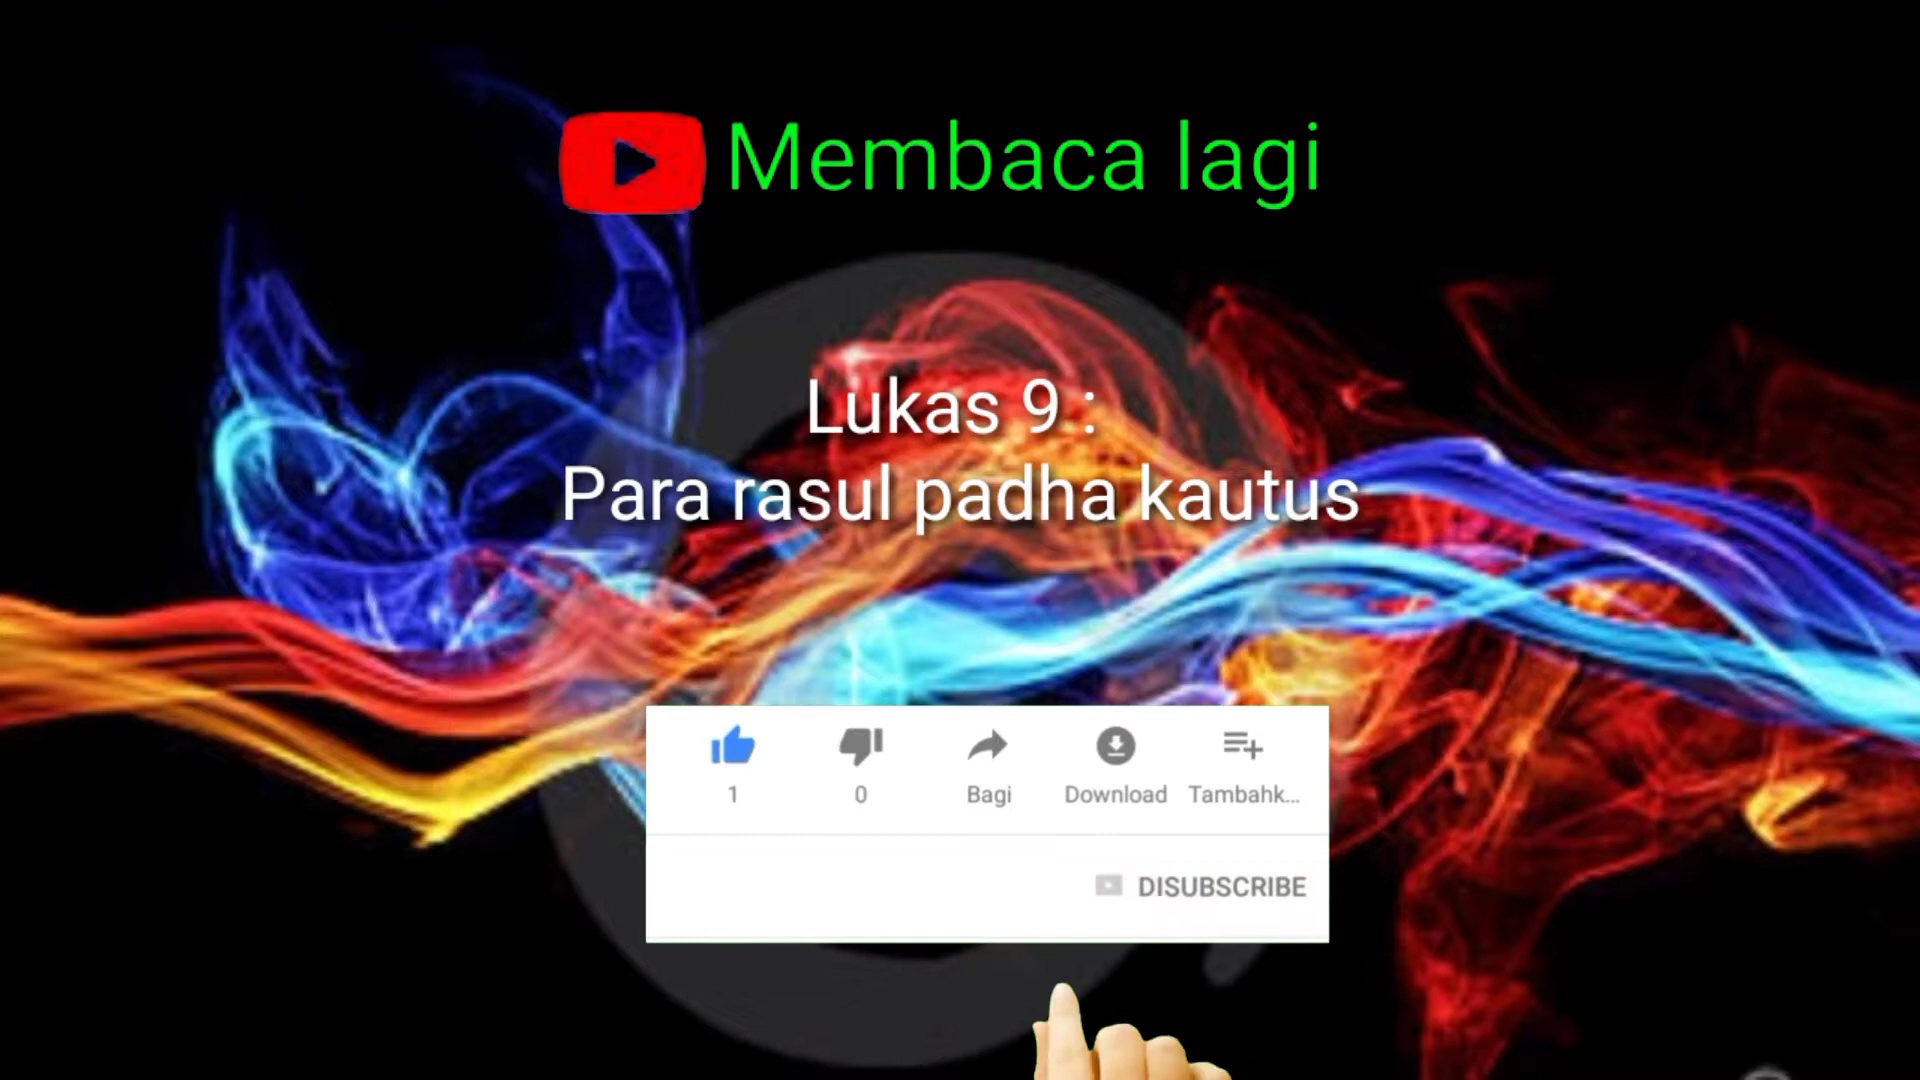 Membaca lagi
Lukas 9 :
Para rasul padha kautus
1 0 Bagi Download Tambahk...
DISUBSCRIBE